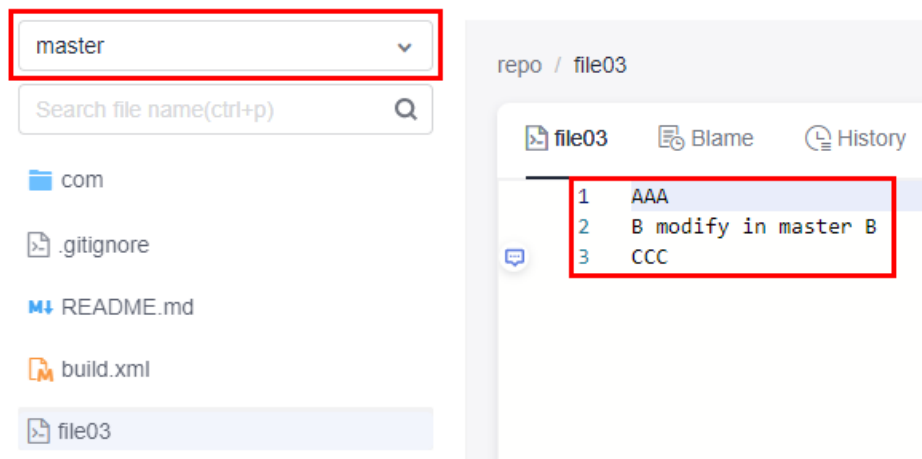 master
Search file name(ctrl+p)
com
.gitignore
M↓ README.md
build.xml
file03
repo / file03
file03 Blame History
1 AAA
2 B modify in master B
3 CCC